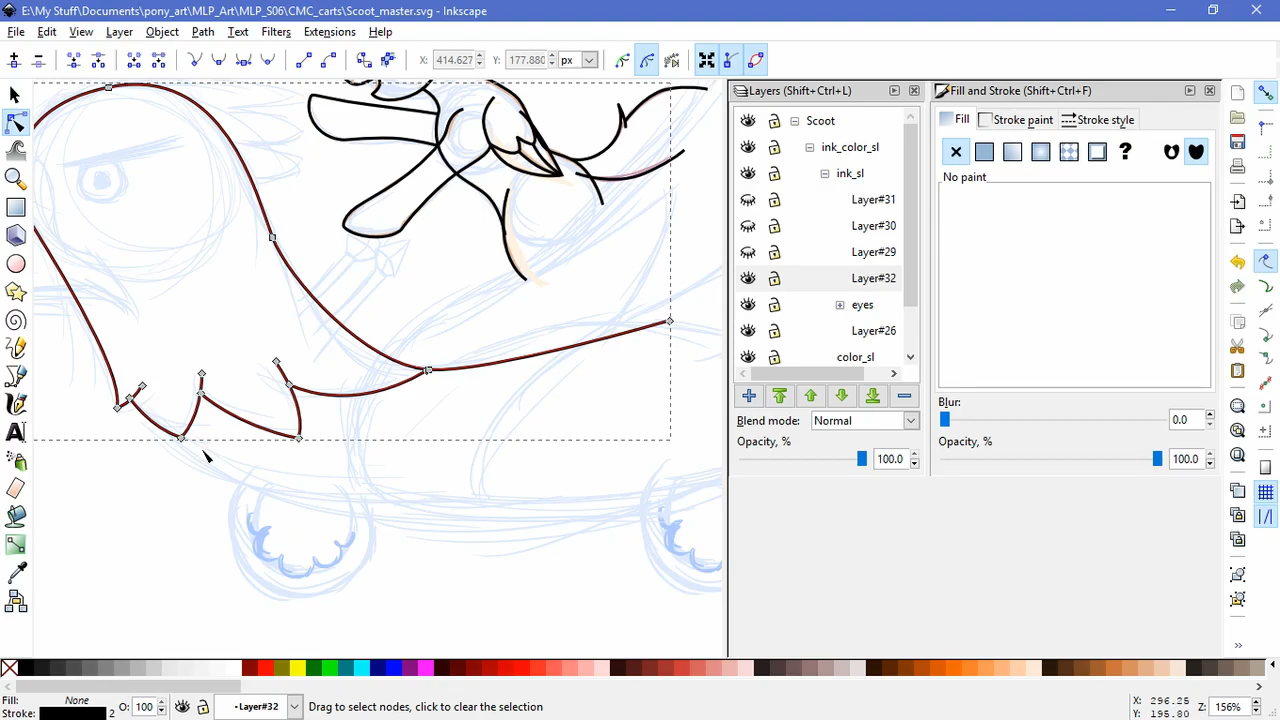 E:\My Stuff\Documents\pony_art\MLP_Art\MLP_S06\CMC_carts\Scoot_master.svg - Inkscape
File Edit View Layer Object Path Text Filters Extensions Help
X: 414.627 Y: 177.880 px
Layers (Shift+Ctrl+L)
Fill and Stroke (Shift+Ctrl+F)
Scoot
Fill Stroke paint Stroke style
ink_color_sl
ink_sl
No paint
Layer#31
Layer#30
Layer#29
Layer#32
eyes
Layer#26
color_sl
Blend mode: Normal
Opacity, % 100.0
Blur:
0.0
Opacity, %
100.0
Fill: None
Stroke: 2
O: 100
·Layer#32
Drag to select nodes, click to clear the selection
X: 296.25
Y: 195.80
Z: 156%